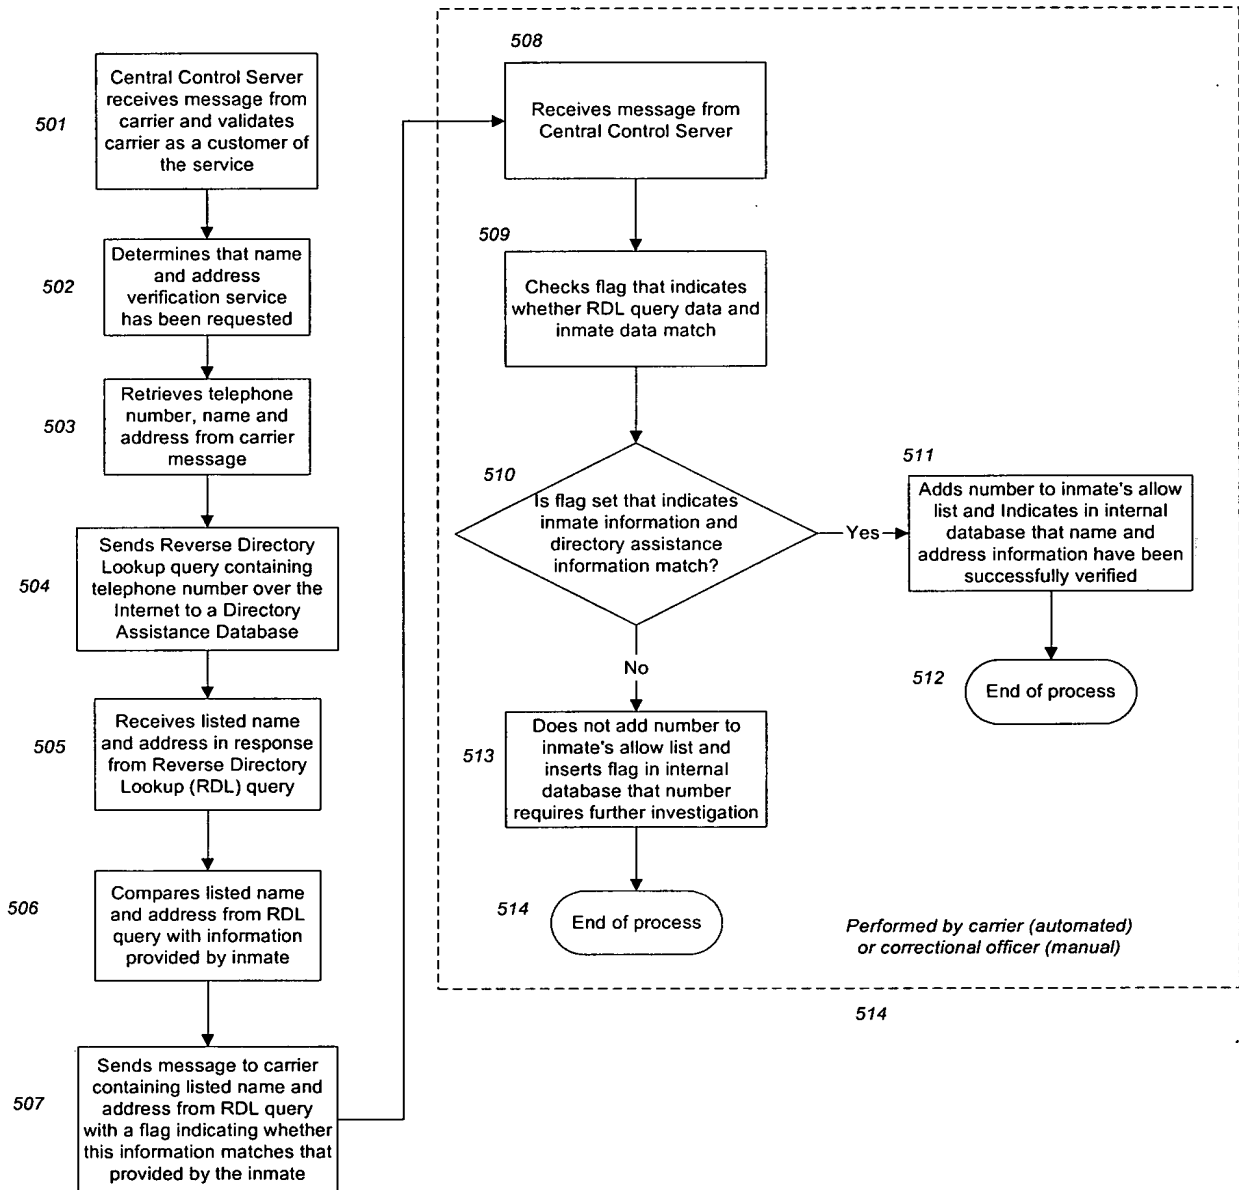 501
Central Control Server
receives message from
carrier and validates
carrier as a customer of
the service
502
Determines that name
and address
verification service
has been requested
503
Retrieves telephone
number, name and
address from carrier
message
504
Sends Reverse Directory
Lookup query containing
telephone number over the
Internet to a Directory
Assistance Database
505
Receives listed name
and address in response
from Reverse Directory
Lookup (RDL) query
506
Compares listed name
and address from RDL
query with information
provided by inmate
507
Sends message to carrier
containing listed name and
address from RDL query
with a flag indicating whether
this information matches that
provided by the inmate
508
Receives message from
Central Control Server
509
Checks flag that indicates
whether RDL query data and
inmate data match
510
Is flag set that indicates
inmate information and
directory assistance
information match?
Yes
511
Adds number to inmate's allow
list and Indicates in internal
database that name and
address information have been
successfully verified
512
End of process
No
513
Does not add number to
inmate's allow list and
inserts flag in internal
database that number
requires further investigation
514
End of process
Performed by carrier (automated)
or correctional officer (manual)
514